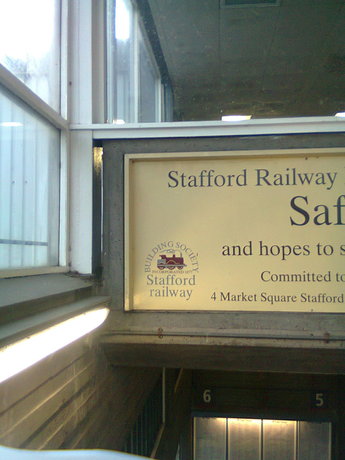 Stafford Railway
Saf
and hopes to s
Committed to
4 Market Square Stafford
BUILDING SOCIETY
Stafford
railway
6 5